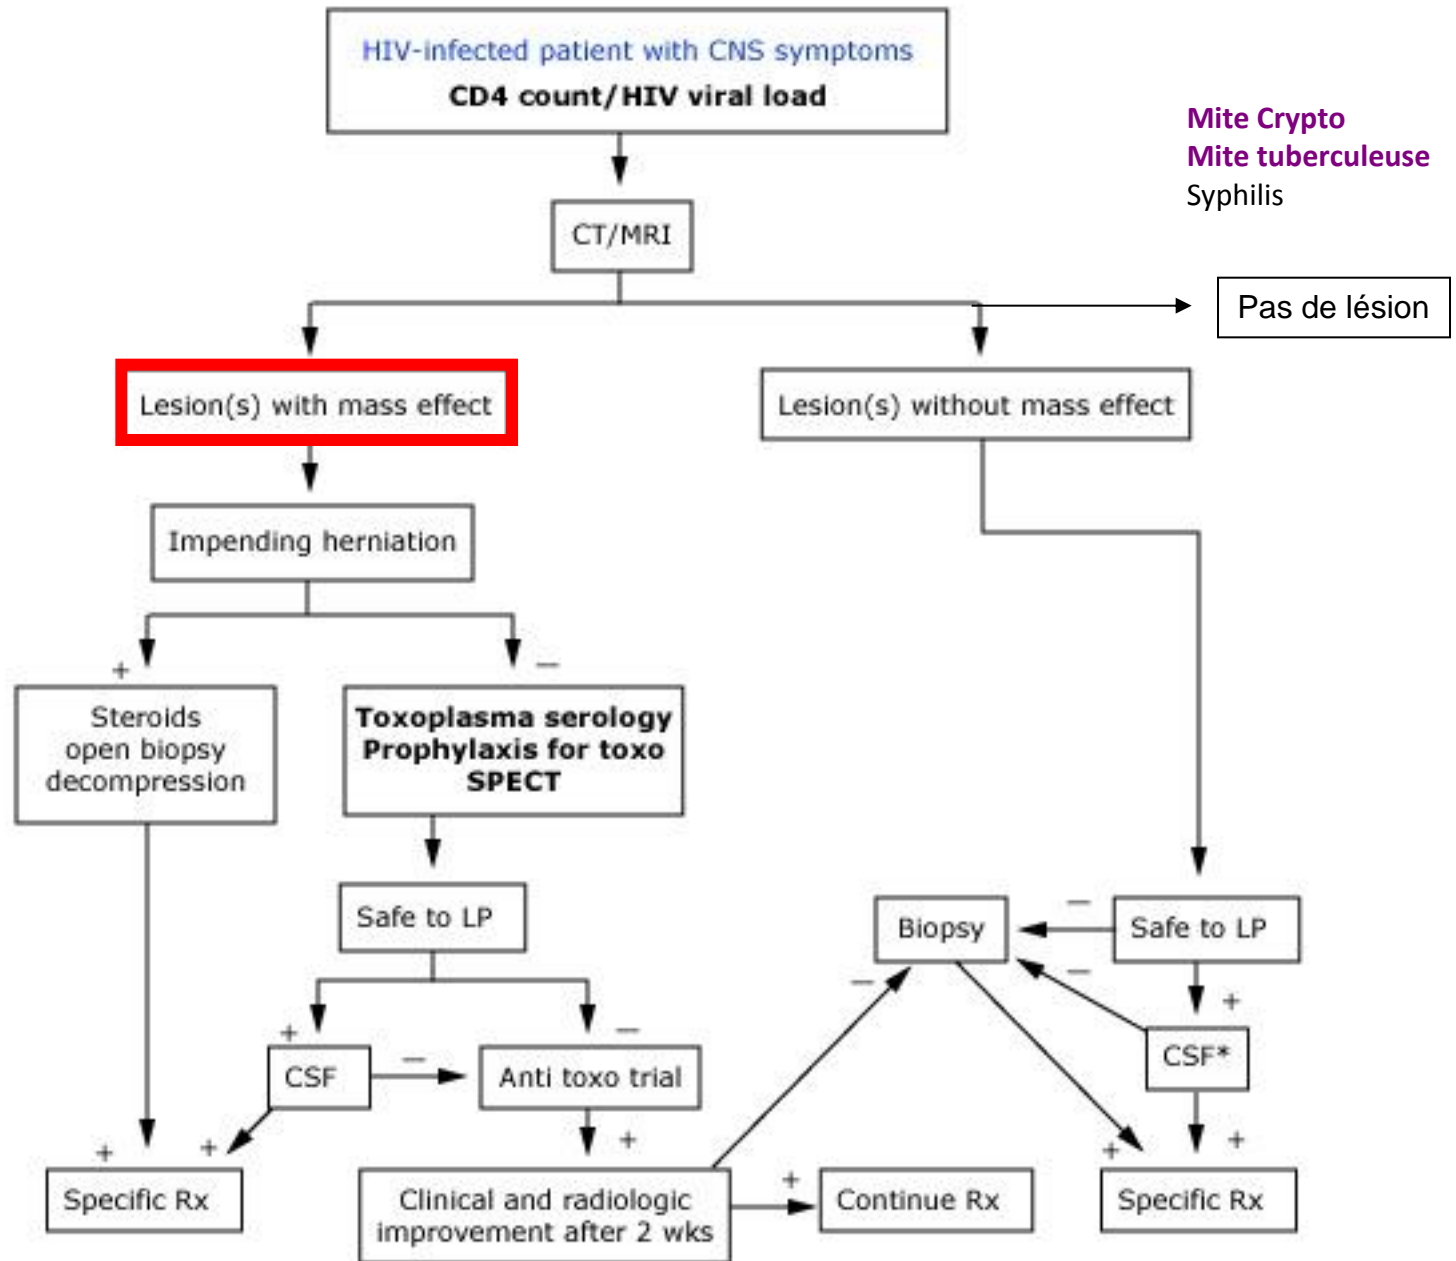 HIV-infected patient with CNS symptoms
CD4 count/HIV viral load
Mite Crypto
Mite tuberculeuse
Syphilis
CT/MRI
Pas de lésion
Lesion(s) with mass effect
Lesion(s) without mass effect
Impending herniation
+
—
Steroids
open biopsy
decompression
Toxoplasma serology
Prophylaxis for toxo
SPECT
Safe to LP
Biopsy
—
Safe to LP
—
—
+
+
—
CSF
—
Anti toxo trial
CSF*
+
+
+
+
+
Specific Rx
Clinical and radiologic
improvement after 2 wks
+
Continue Rx
Specific Rx